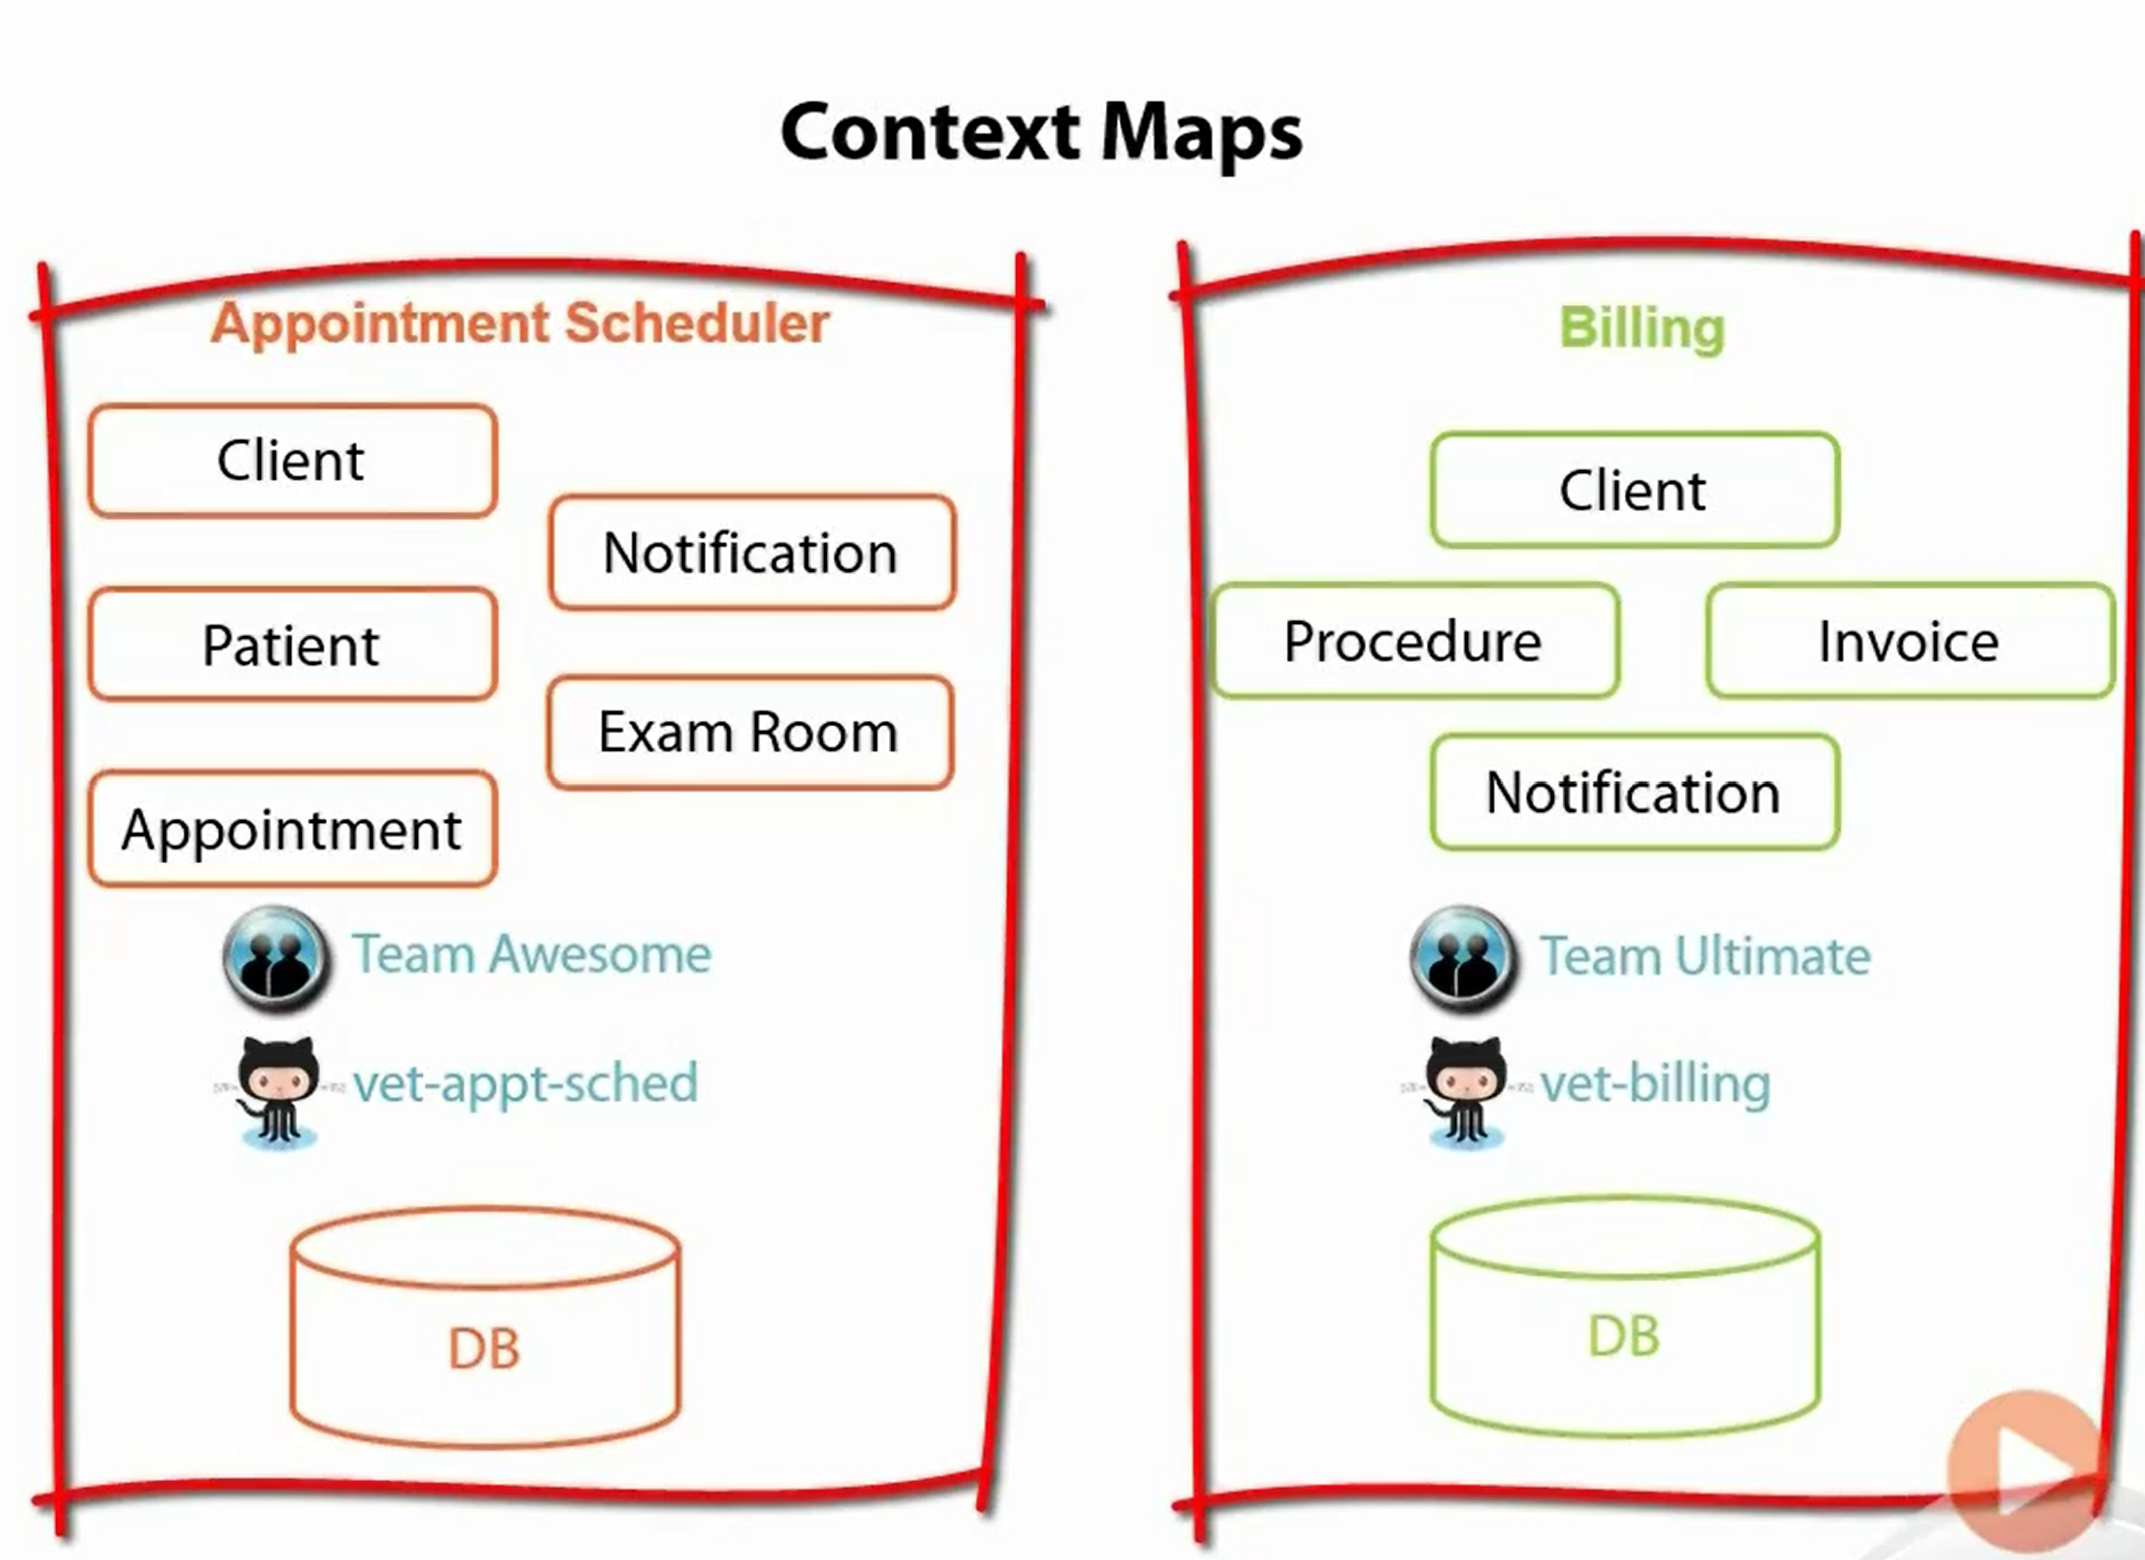 Context Maps
Appointment Scheduler
Client
Notification
Patient
Exam Room
Appointment
Team Awesome
vet-appt-sched
DB
Billing
Client
Procedure
Invoice
Notification
Team Ultimate
vet-billing
DB